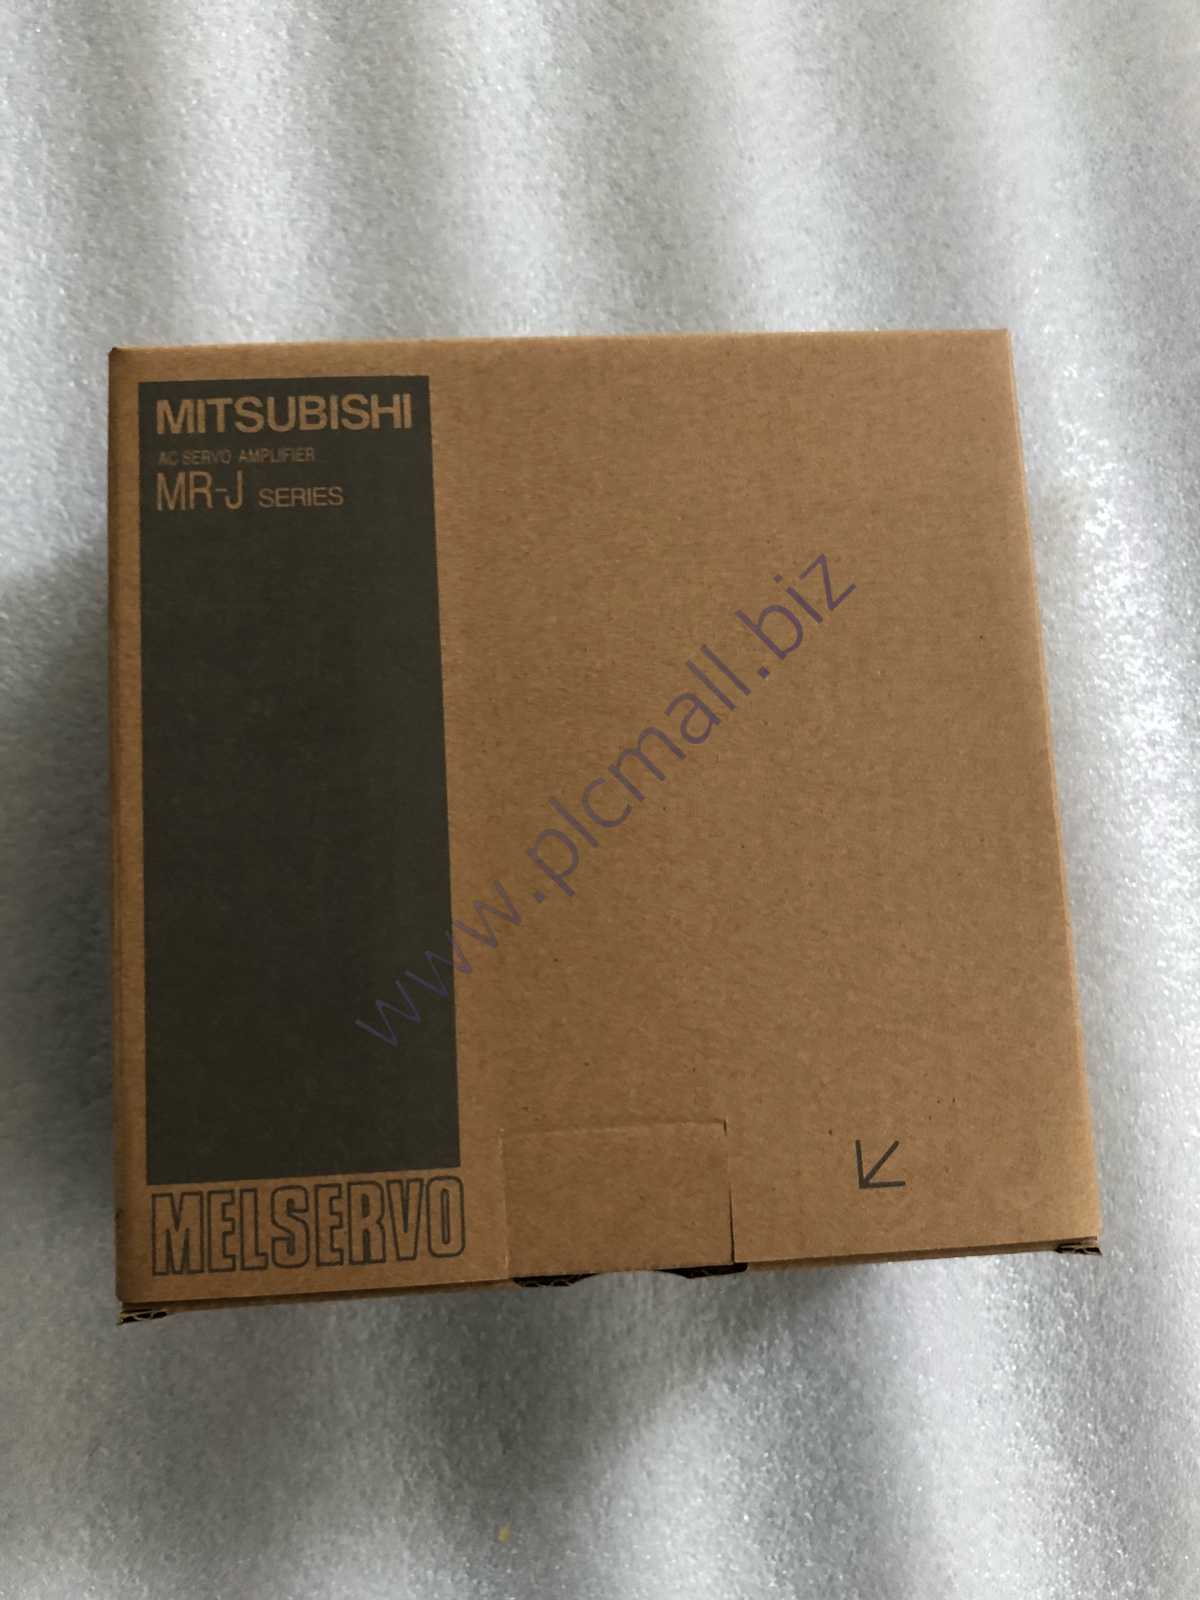 MITSUBISHI
AC SERVO AMPLIFIER
MR-J SERIES
www.plcmall.biz
MELSERVO